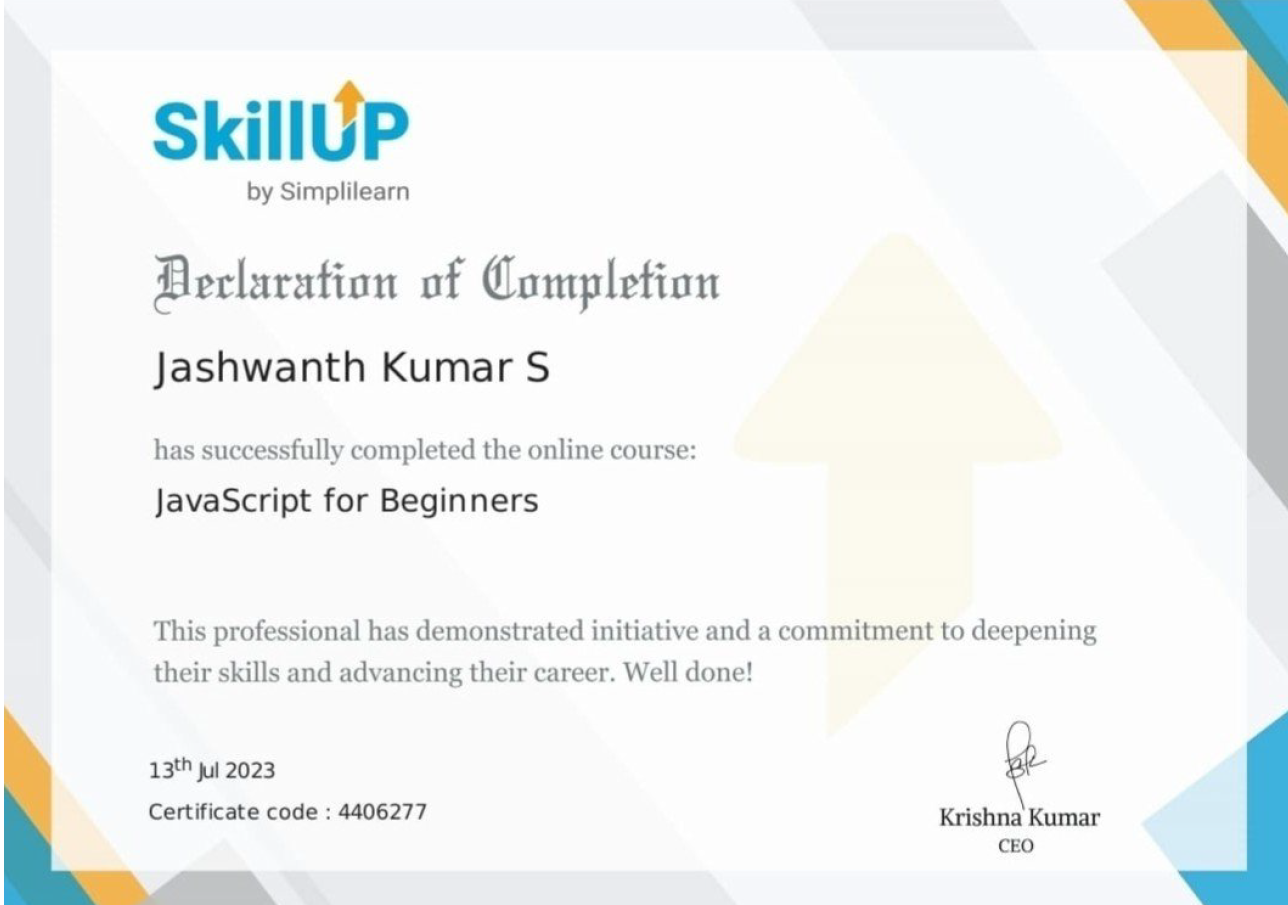 SkillUP
by Simplilearn
Declaration of Completion
Jashwanth Kumar S
has successfully completed the online course:
JavaScript for Beginners
This professional has demonstrated initiative and a commitment to deepening
their skills and advancing their career. Well done!
13th Jul 2023
Certificate code : 4406277
Krishna Kumar
CEO